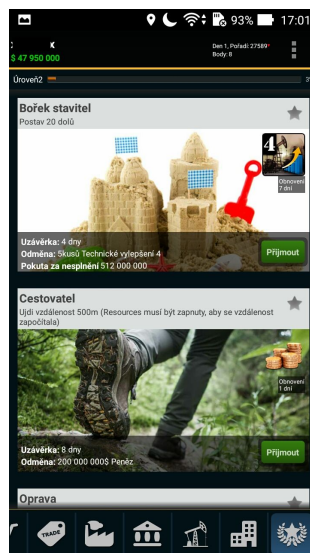 93% 17:01
K
$ 47 950 000
Den 1, Pořadí: 27589*
Body: 8
Úroveň2
Bořek stavitel
Postav 20 dolů
4
Obnovení
7 dní
Uzávěrka: 4 dny
Odměna: 5kusů Technické vylepšení 4
Pokuta za nesplnění 512 000 000
Přijmout
Cestovatel
Ujdi vzdálenost 500m (Resources musí být zapnuty, aby se vzdálenost
započítala)
Obnovení
1 dní
Uzávěrka: 8 dny
Odměna: 200 000 000$ Peněz
Přijmout
Oprava
TRADE